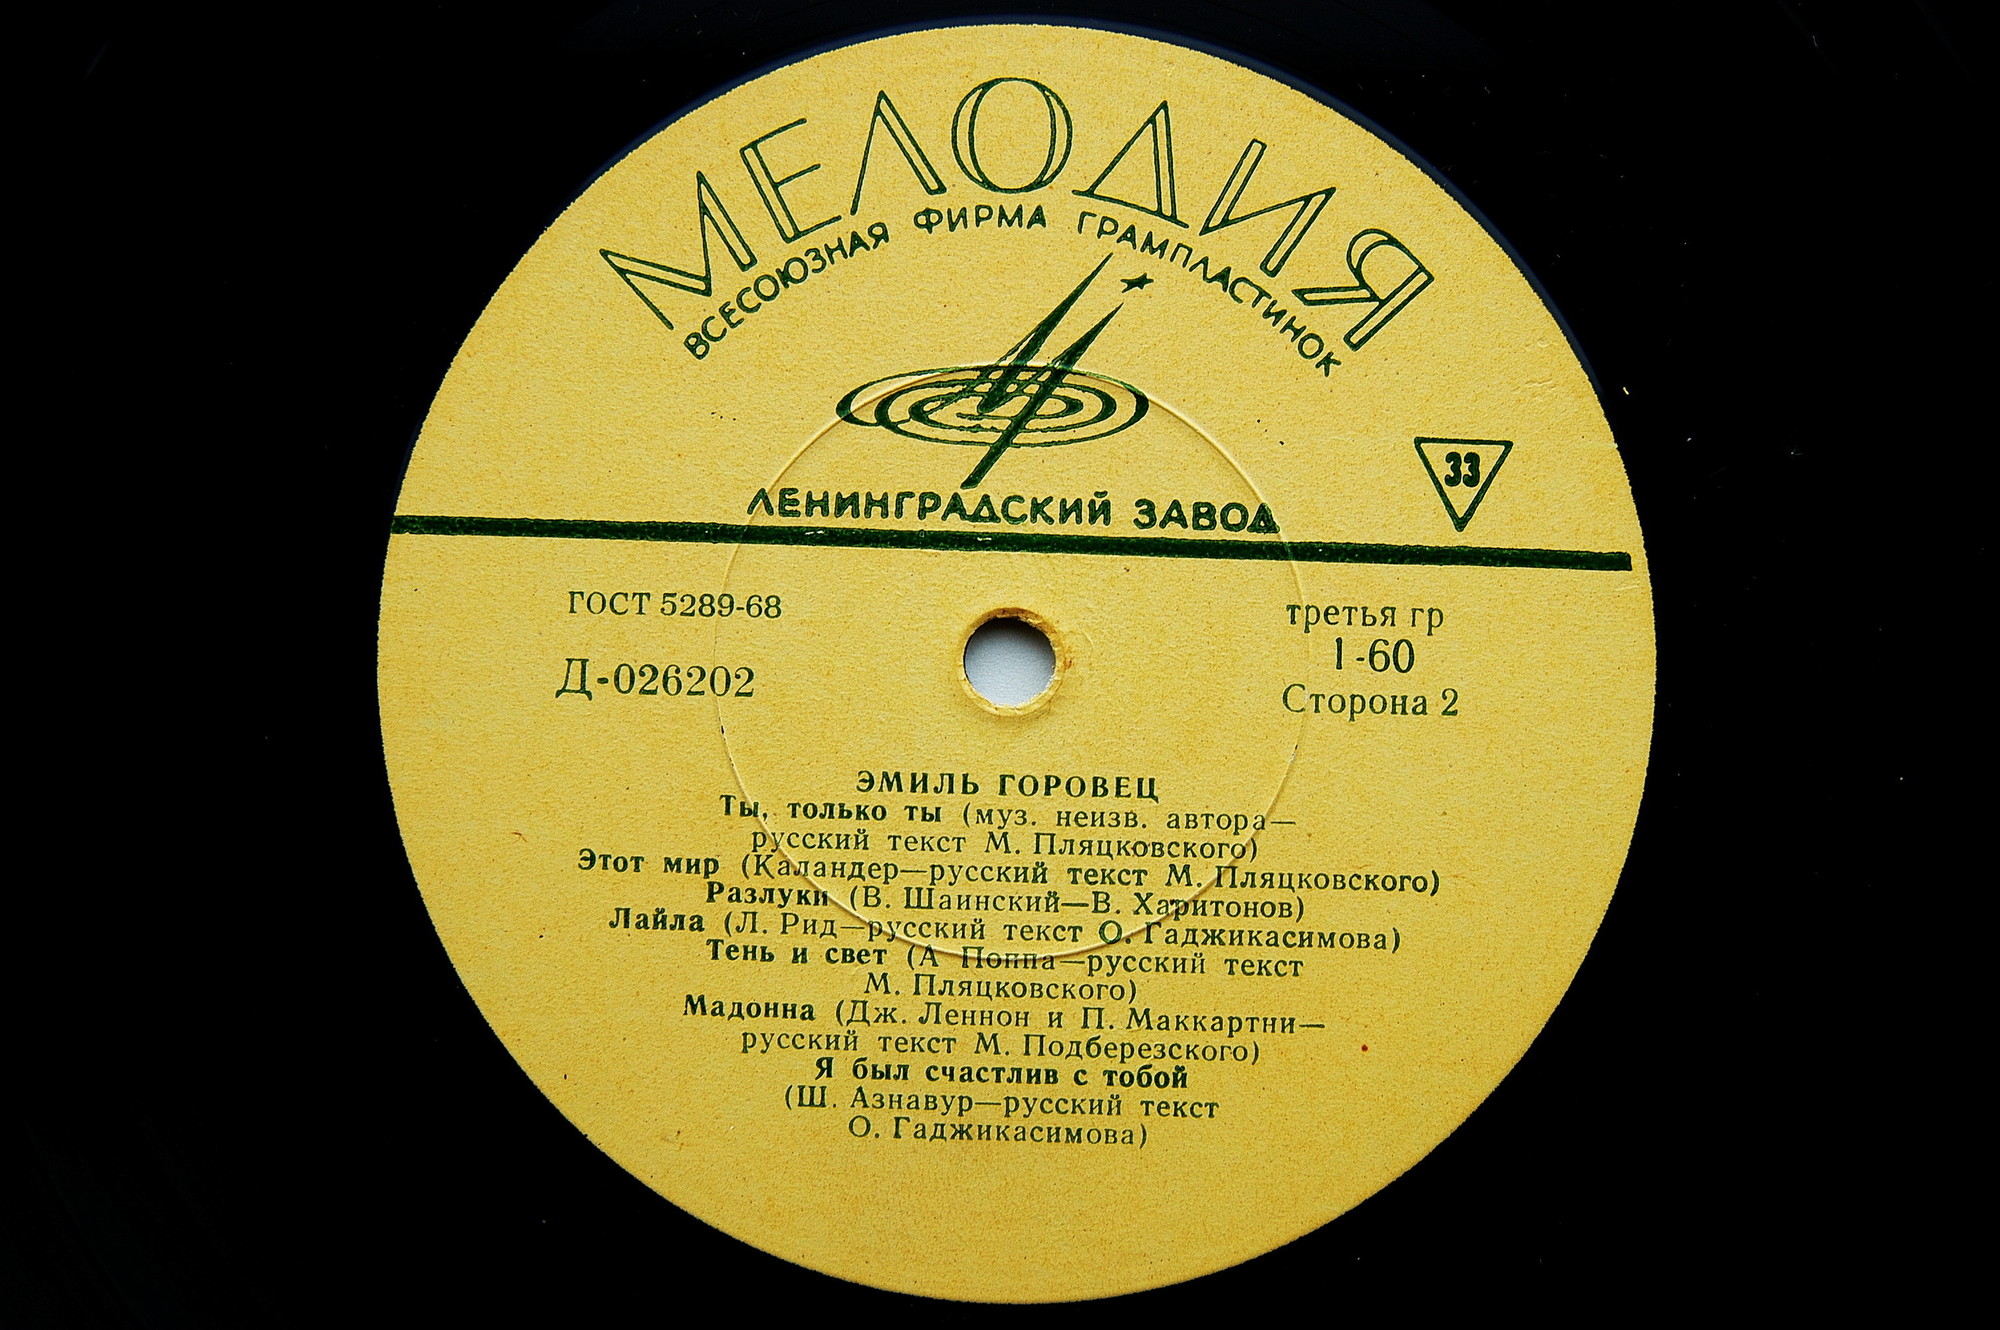 МЕЛОДИЯ
ВСЕСОЮЗНАЯ ФИРМА ГРАМПЛАСТИНОК
33
ЛЕНИНГРАДСКИЙ ЗАВОД
ГОСТ 5289-68
третья гр
Д-026202
1-60
Сторона 2
ЭМИЛЬ ГОРОВЕЦ
Ты, только ты (муз. неизв. автора—
русский текст М. Пляцковского)
Этот мир (Каландер—русский текст М. Пляцковского)
Разлуки (В. Шаинский—В. Харитонов)
Лайла (Л. Рид—русский текст О. Гаджикасимова)
Тень и свет (А Поппа—русский текст
М. Пляцковского)
Мадонна (Дж. Леннон и П. Маккартни—
русский текст М. Подберезского)
Я был счастлив с тобой
(Ш. Азнавур—русский текст
О. Гаджикасимова)